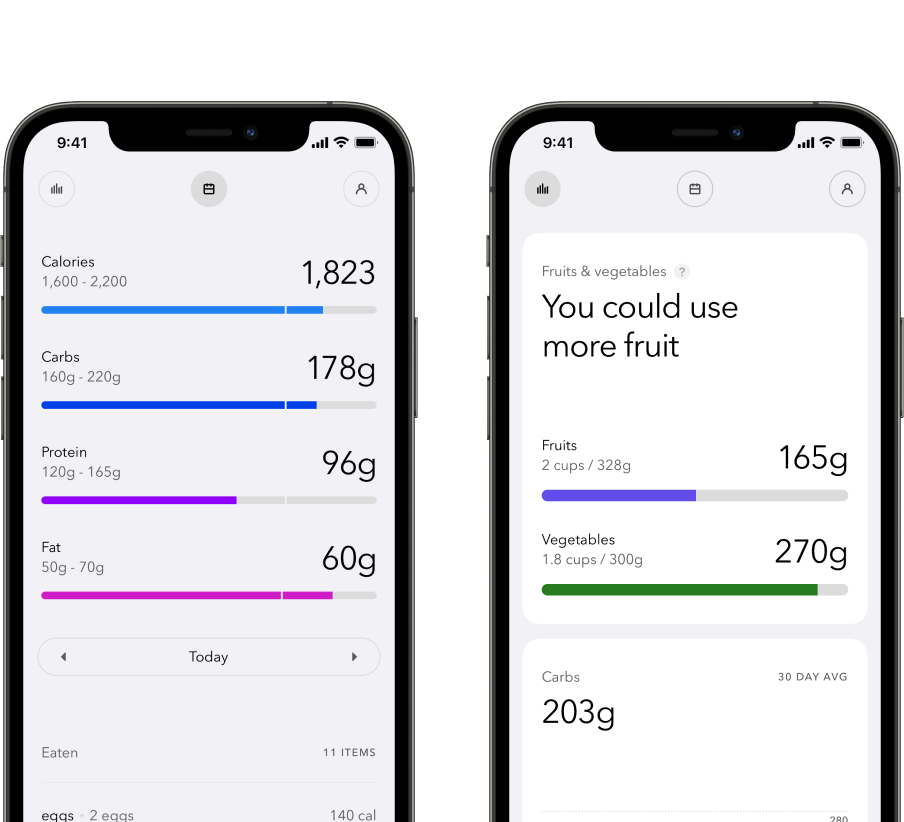 9:41
Calories
1,600 - 2,200
1,823
Carbs
160g - 220g
178g
Protein
120g - 165g
96g
Fat
50g - 70g
60g
Today
Eaten
11 ITEMS
eggs • 2 eggs
140 cal
9:41
Fruits & vegetables ?
You could use
more fruit
Fruits
2 cups / 328g
165g
Vegetables
1.8 cups / 300g
270g
Carbs
30 DAY AVG
203g
280